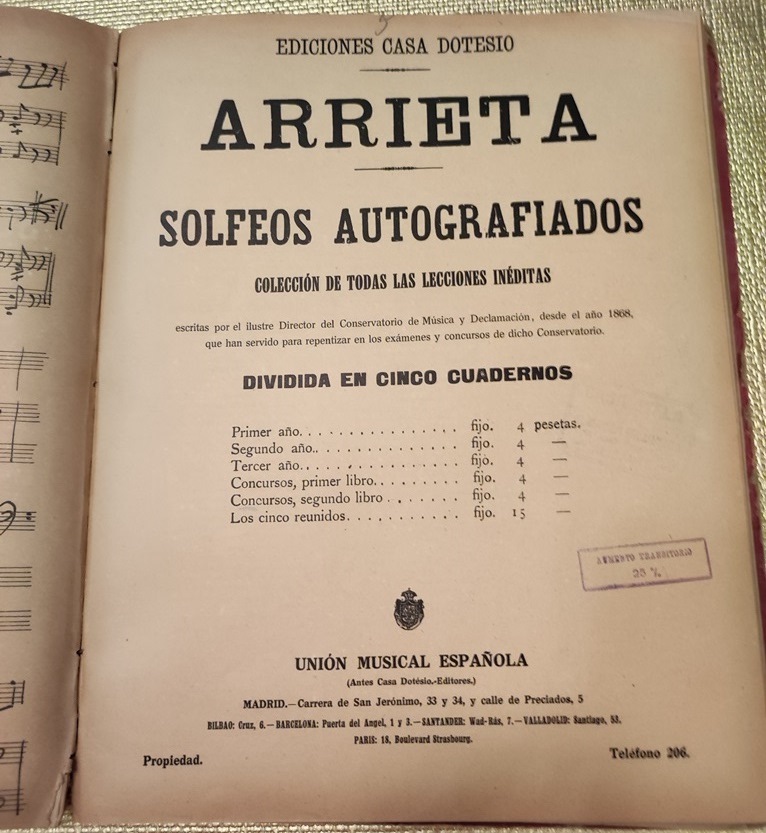 EDICIONES CASA DOTESIO
ARRIETA
SOLFEOS AUTOGRAFIADOS
COLECCIÓN DE TODAS LAS LECCIONES INÉDITAS
escritas por el ilustre Director del Conservatorio de Música y Declamación, desde el año 1868,
que han servido para repentizar en los exámenes y concursos de dicho Conservatorio.
DIVIDIDA EN CINCO CUADERNOS
Primer año. . . . . . . . . . . . . . . . fijo. 4 pesetas.
Segundo año.. . . . . . . . . . . . . . . fijo. 4 —
Tercer año. . . . . . . . . . . . . . . . fijo. 4 —
Concursos, primer libro. . . . . . . . . fijo. 4 —
Concursos, segundo libro . . . . . . . . fijo. 4 —
Los cinco reunidos. . . . . . . . . . . fijo. 15 —
AUMENTO TRANSITORIO
25 %
UNIÓN MUSICAL ESPAÑOLA
(Antes Casa Dotésio.-Editores.)
MADRID.—Carrera de San Jerónimo, 33 y 34, y calle de Preciados, 5
BILBAO: Cruz, 6.—BARCELONA: Puerta del Angel, 1 y 3.—SANTANDER: Wad-Rás, 7.—VALLADOLID: Santiago, 53.
PARIS: 18, Boulevard Strasbourg.
Propiedad.
Teléfono 206.